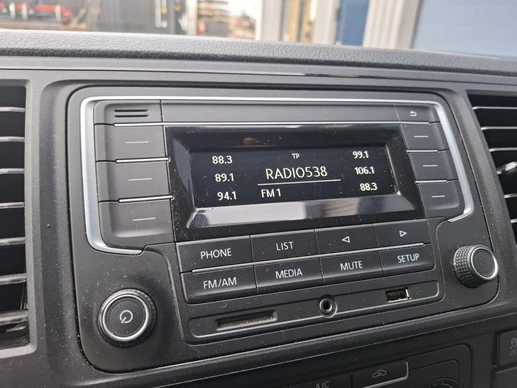 88.3 TP 99.1
89.1 RADIO538 106.1
94.1 FM 1 88.3
PHONE LIST
FM/AM MEDIA MUTE SETUP
A/C